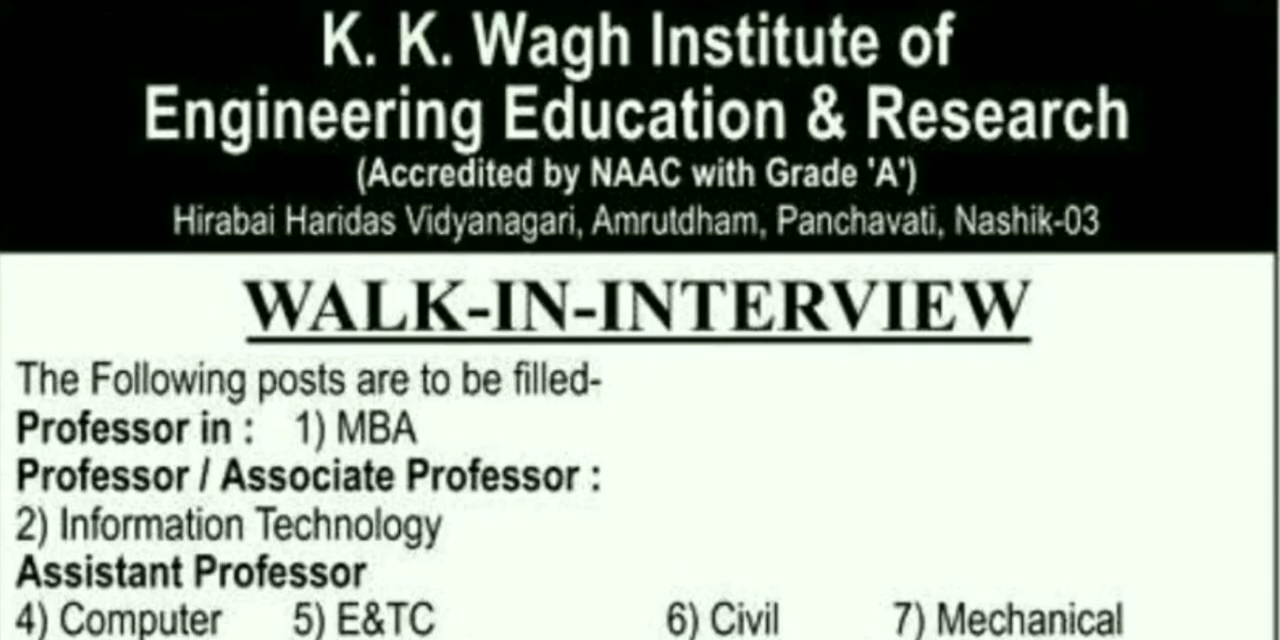 K. K. Wagh Institute of
Engineering Education & Research
(Accredited by NAAC with Grade 'A')
Hirabai Haridas Vidyanagari, Amrutdham, Panchavati, Nashik-03
WALK-IN-INTERVIEW
The Following posts are to be filled-
Professor in : 1) MBA
Professor / Associate Professor :
2) Information Technology
Assistant Professor
4) Computer 5) E&TC 6) Civil 7) Mechanical